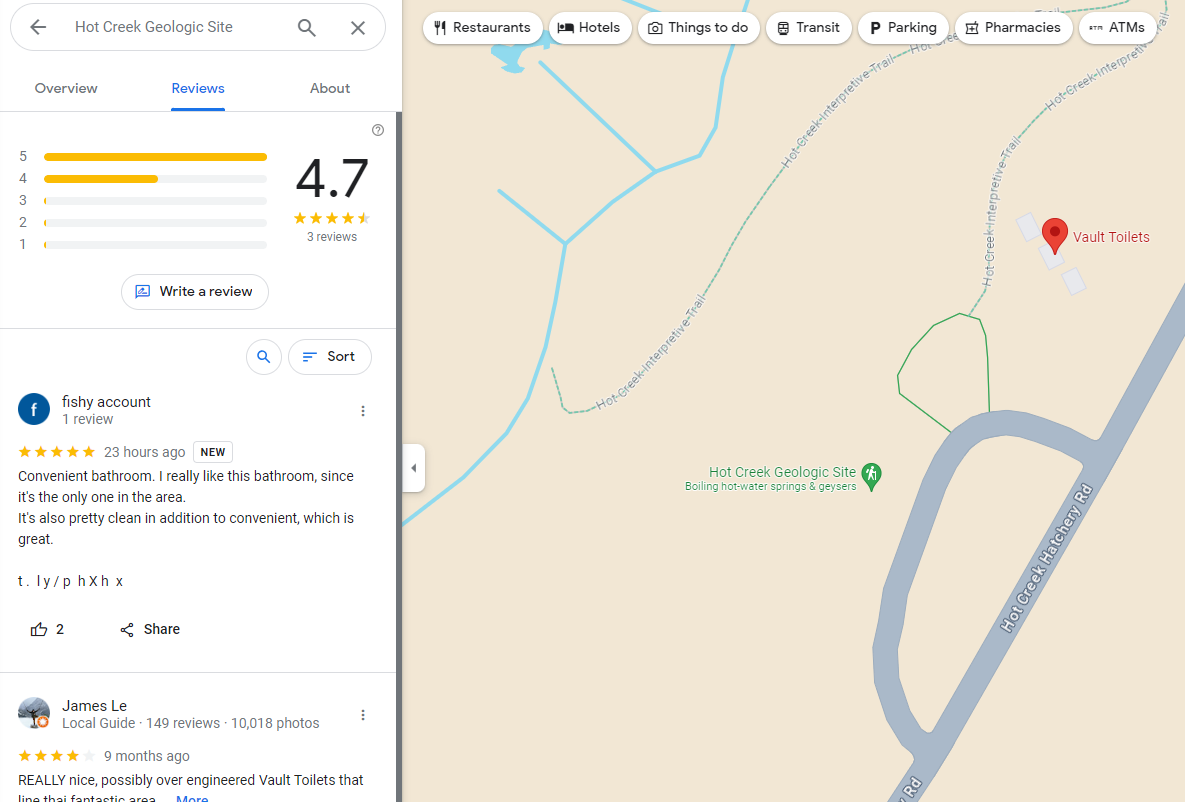 Hot Creek Geologic Site
Restaurants
Hotels
Things to do
Transit
Parking
Pharmacies
ATMs
Overview
Reviews
About
5
4
3
2
1
4.7
3 reviews
Write a review
Sort
fishy account
1 review
23 hours ago NEW
Convenient bathroom. I really like this bathroom, since
it's the only one in the area.
It's also pretty clean in addition to convenient, which is
great.
t . l y / p h X h x
2
Share
James Le
Local Guide · 149 reviews · 10,018 photos
9 months ago
REALLY nice, possibly over engineered Vault Toilets that
line thai fantastic area. ... More
Hot Creek Interpretive Trail
Hot Creek Interpretive Trail
Hot Creek Interpretive Trail
Hot Creek Interpretive Trail
Vault Toilets
Hot Creek Geologic Site
Boiling hot-water springs & geysers
Hot Creek Hatchery Rd
Rd